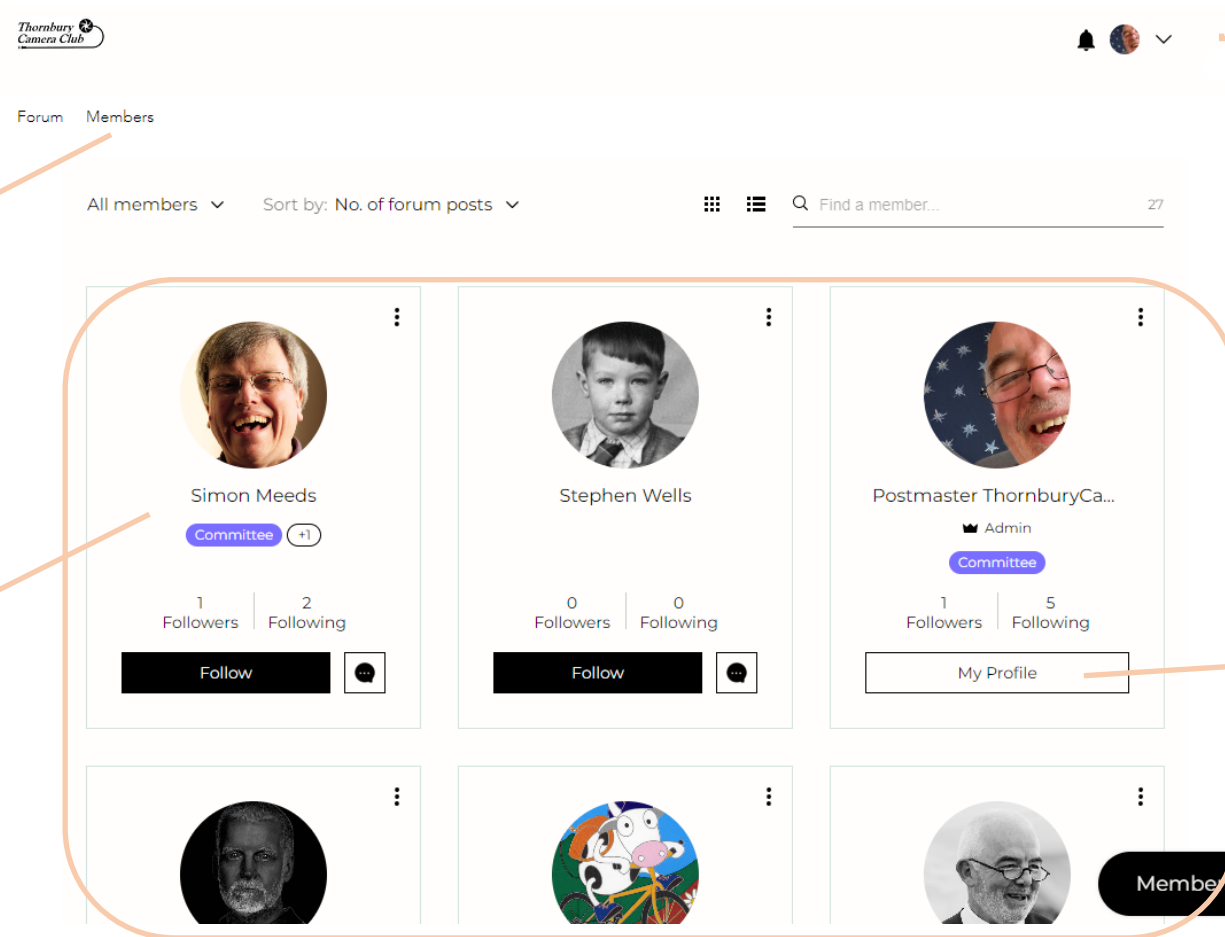 Thornbury
Camera Club
Forum Members
All members Sort by: No. of forum posts Find a member... 27
Simon Meeds
Committee +1
1 2
Followers Following
Follow
Stephen Wells
0 0
Followers Following
Follow
Postmaster ThornburyCa...
Admin
Committee
1 5
Followers Following
My Profile